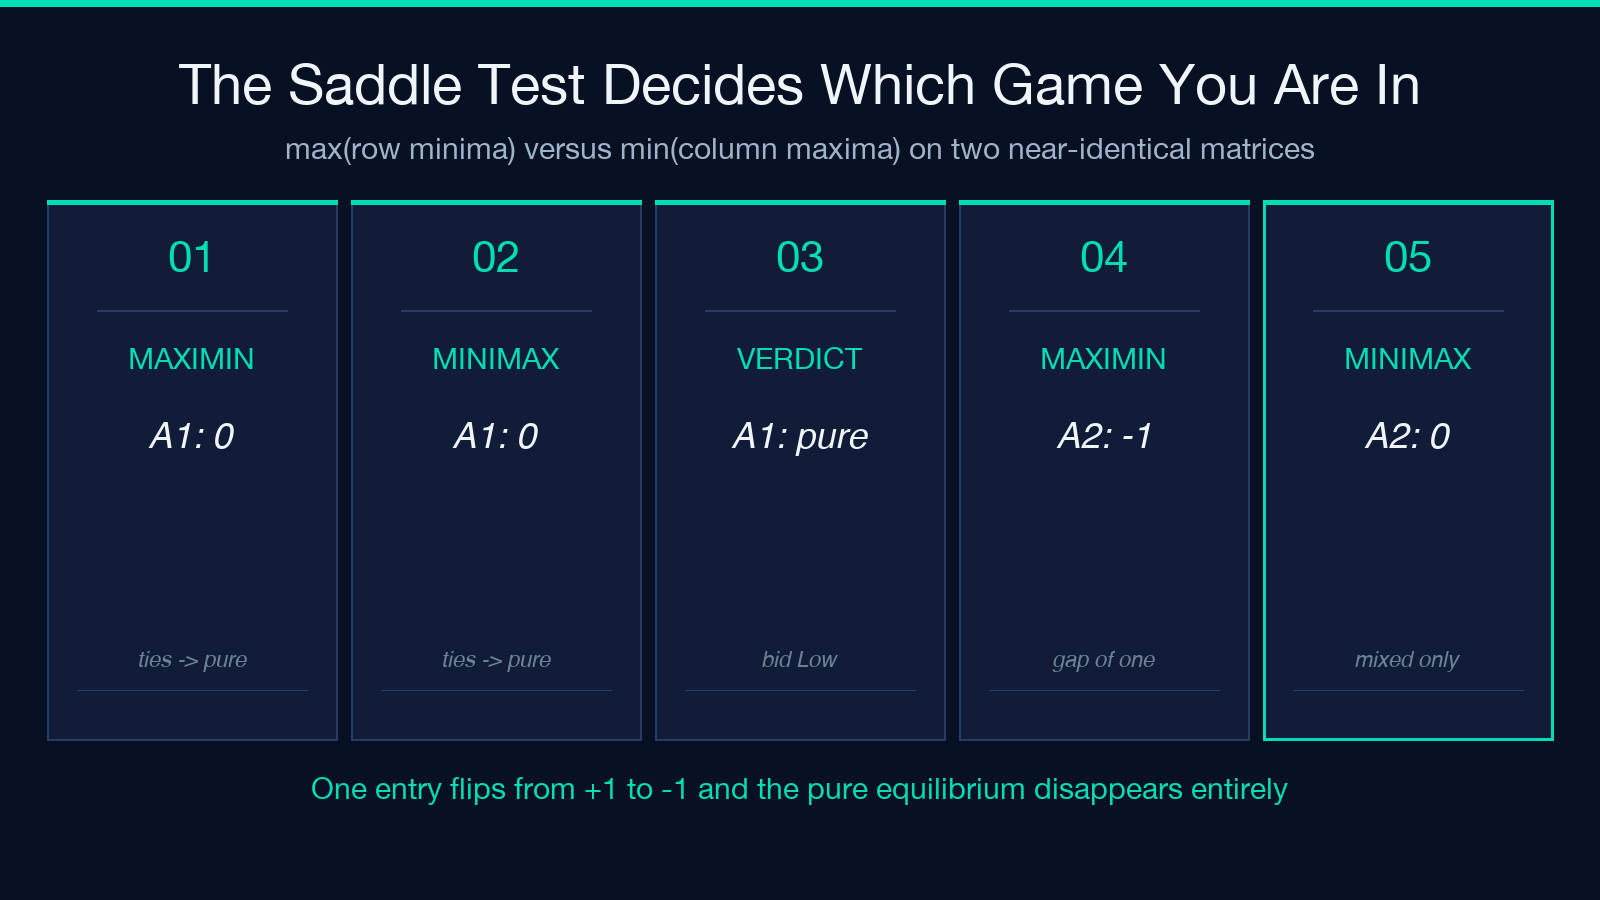 The Saddle Test Decides Which Game You Are In
max(row minima) versus min(column maxima) on two near-identical matrices
01
MAXIMIN
A1: 0
ties -> pure
02
MINIMAX
A1: 0
ties -> pure
03
VERDICT
A1: pure
bid Low
04
MAXIMIN
A2: -1
gap of one
05
MINIMAX
A2: 0
mixed only
One entry flips from +1 to -1 and the pure equilibrium disappears entirely